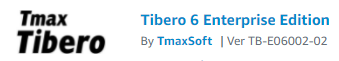 Tmax
Tibero
Tibero 6 Enterprise Edition
By TmaxSoft | Ver TB-E06002-02